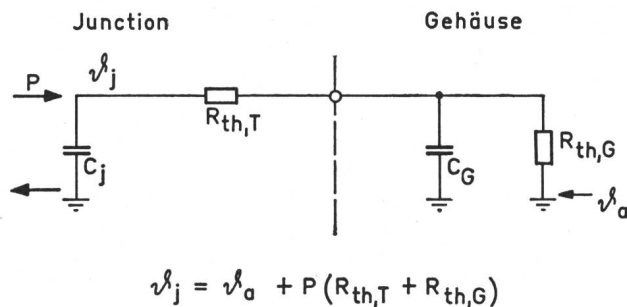 Junction Gehäuse
P ϑj
Rth,T
Cj CG Rth,G
ϑa
ϑj = ϑa + P(Rth,T + Rth,G)